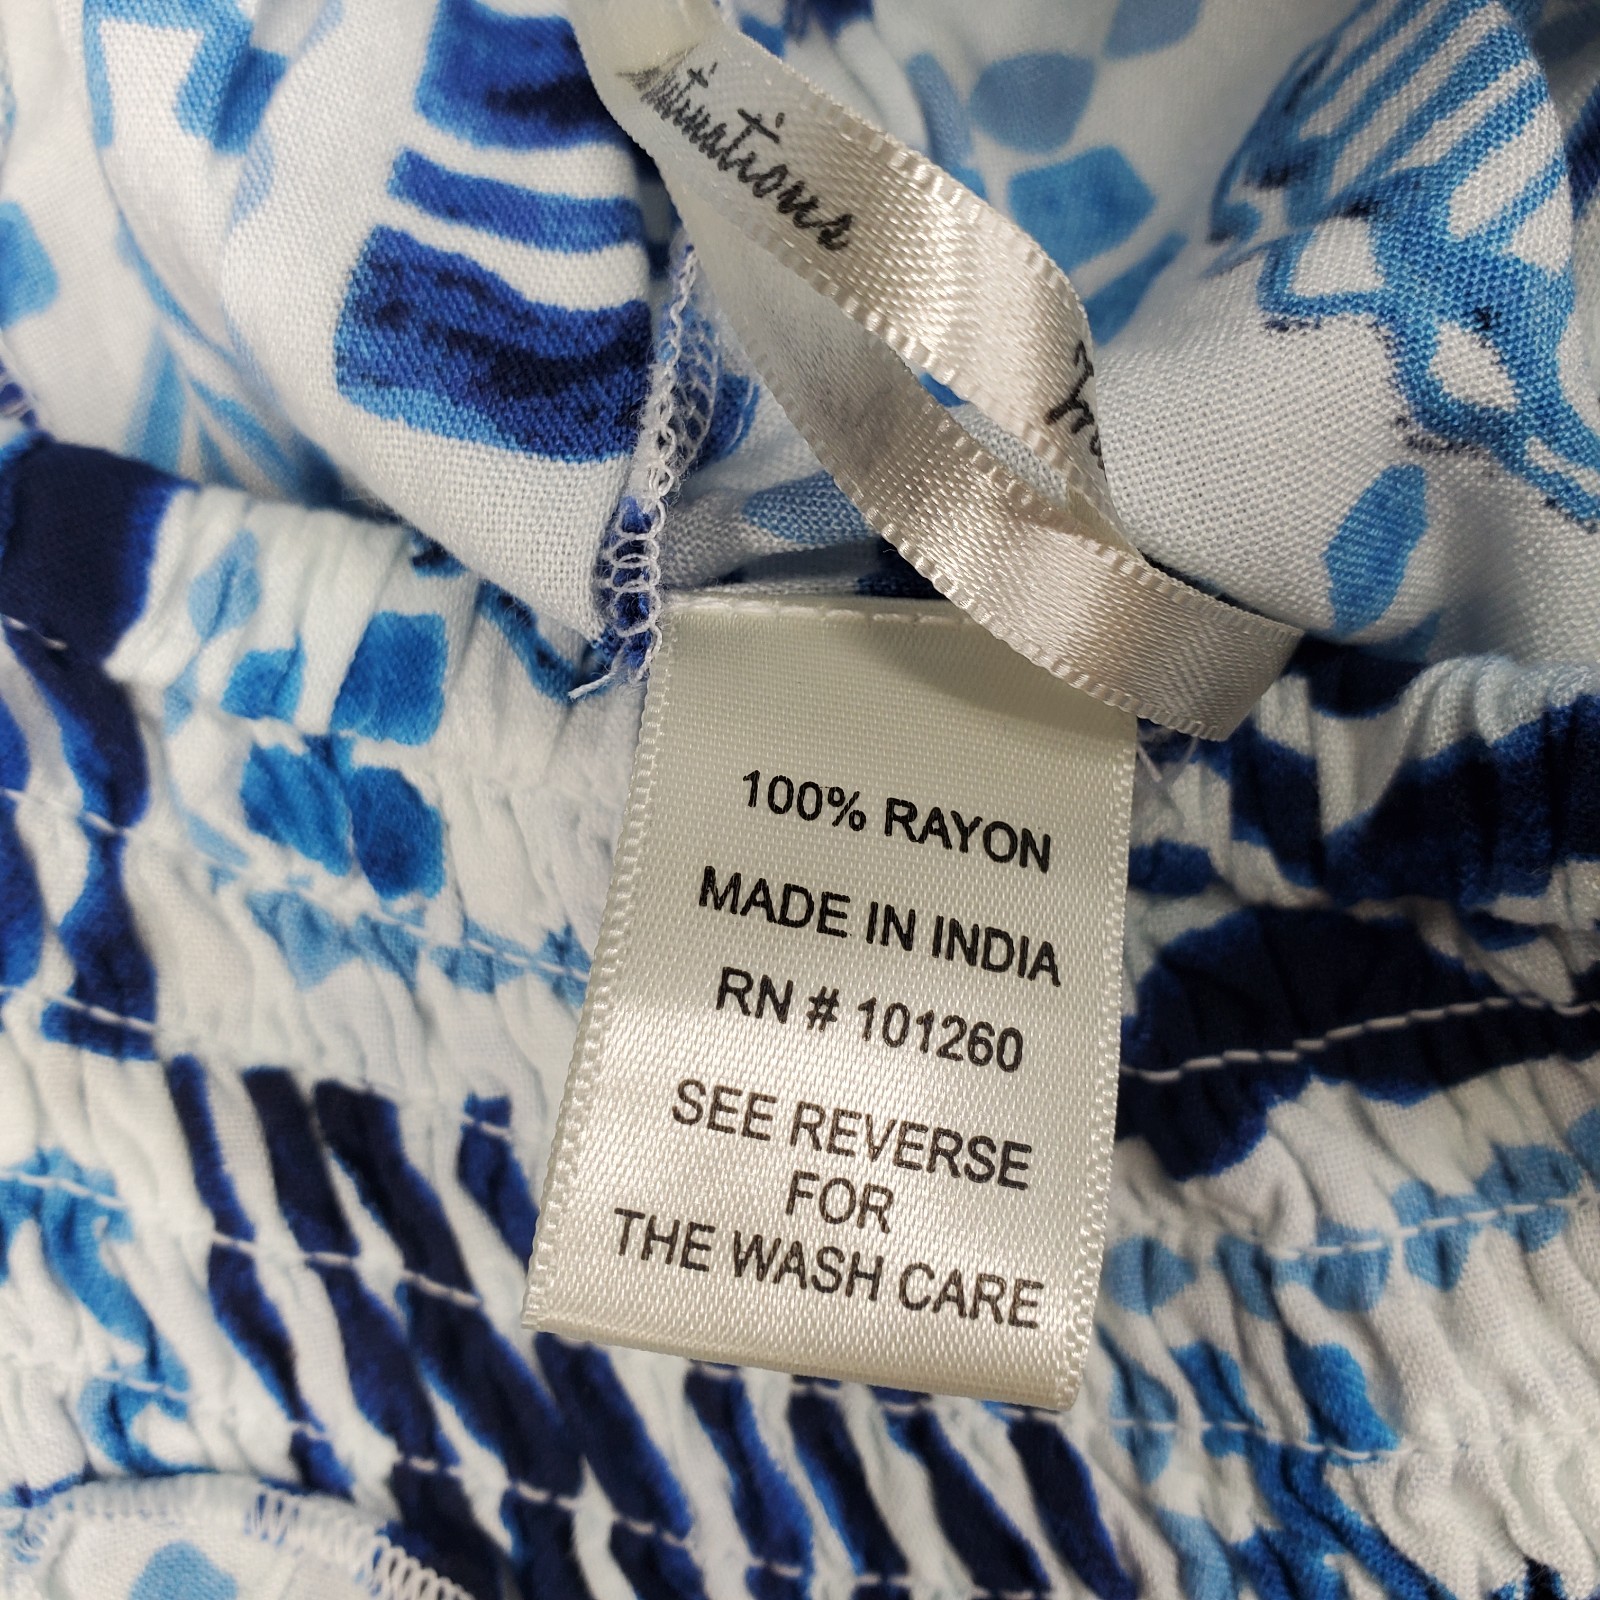 100% RAYON
MADE IN INDIA
RN # 101260
SEE REVERSE
FOR
THE WASH CARE